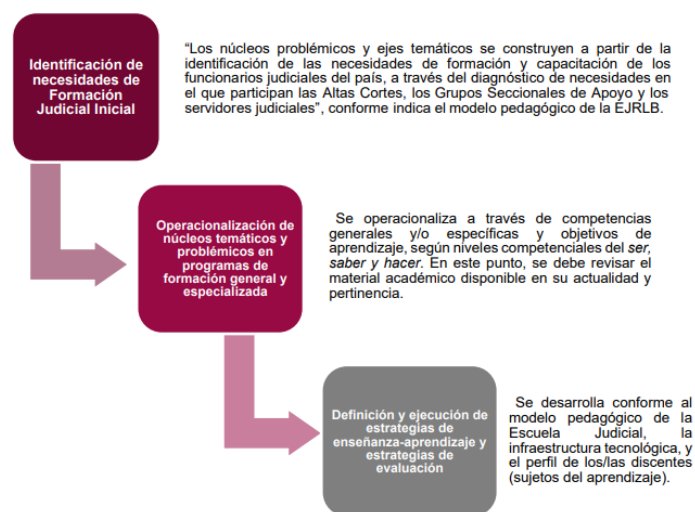 Identificación de
necesidades de
Formación
Judicial Inicial
“Los núcleos problémicos y ejes temáticos se construyen a partir de la
identificación de las necesidades de formación y capacitación de los
funcionarios judiciales del país, a través del diagnóstico de necesidades en
el que participan las Altas Cortes, los Grupos Seccionales de Apoyo y los
servidores judiciales”, conforme indica el modelo pedagógico de la EJRLB.
Operacionalización de
núcleos temáticos y
problémicos en
programas de
formación general y
especializada
Se operacionaliza a través de competencias
generales y/o específicas y objetivos de
aprendizaje, según niveles competenciales del ser,
saber y hacer. En este punto, se debe revisar el
material académico disponible en su actualidad y
pertinencia.
Definición y ejecución de
estrategias de
enseñanza-aprendizaje y
estrategias de
evaluación
Se desarrolla conforme al
modelo pedagógico de la
Escuela Judicial, la
infraestructura tecnológica, y
el perfil de los/las discentes
(sujetos del aprendizaje).